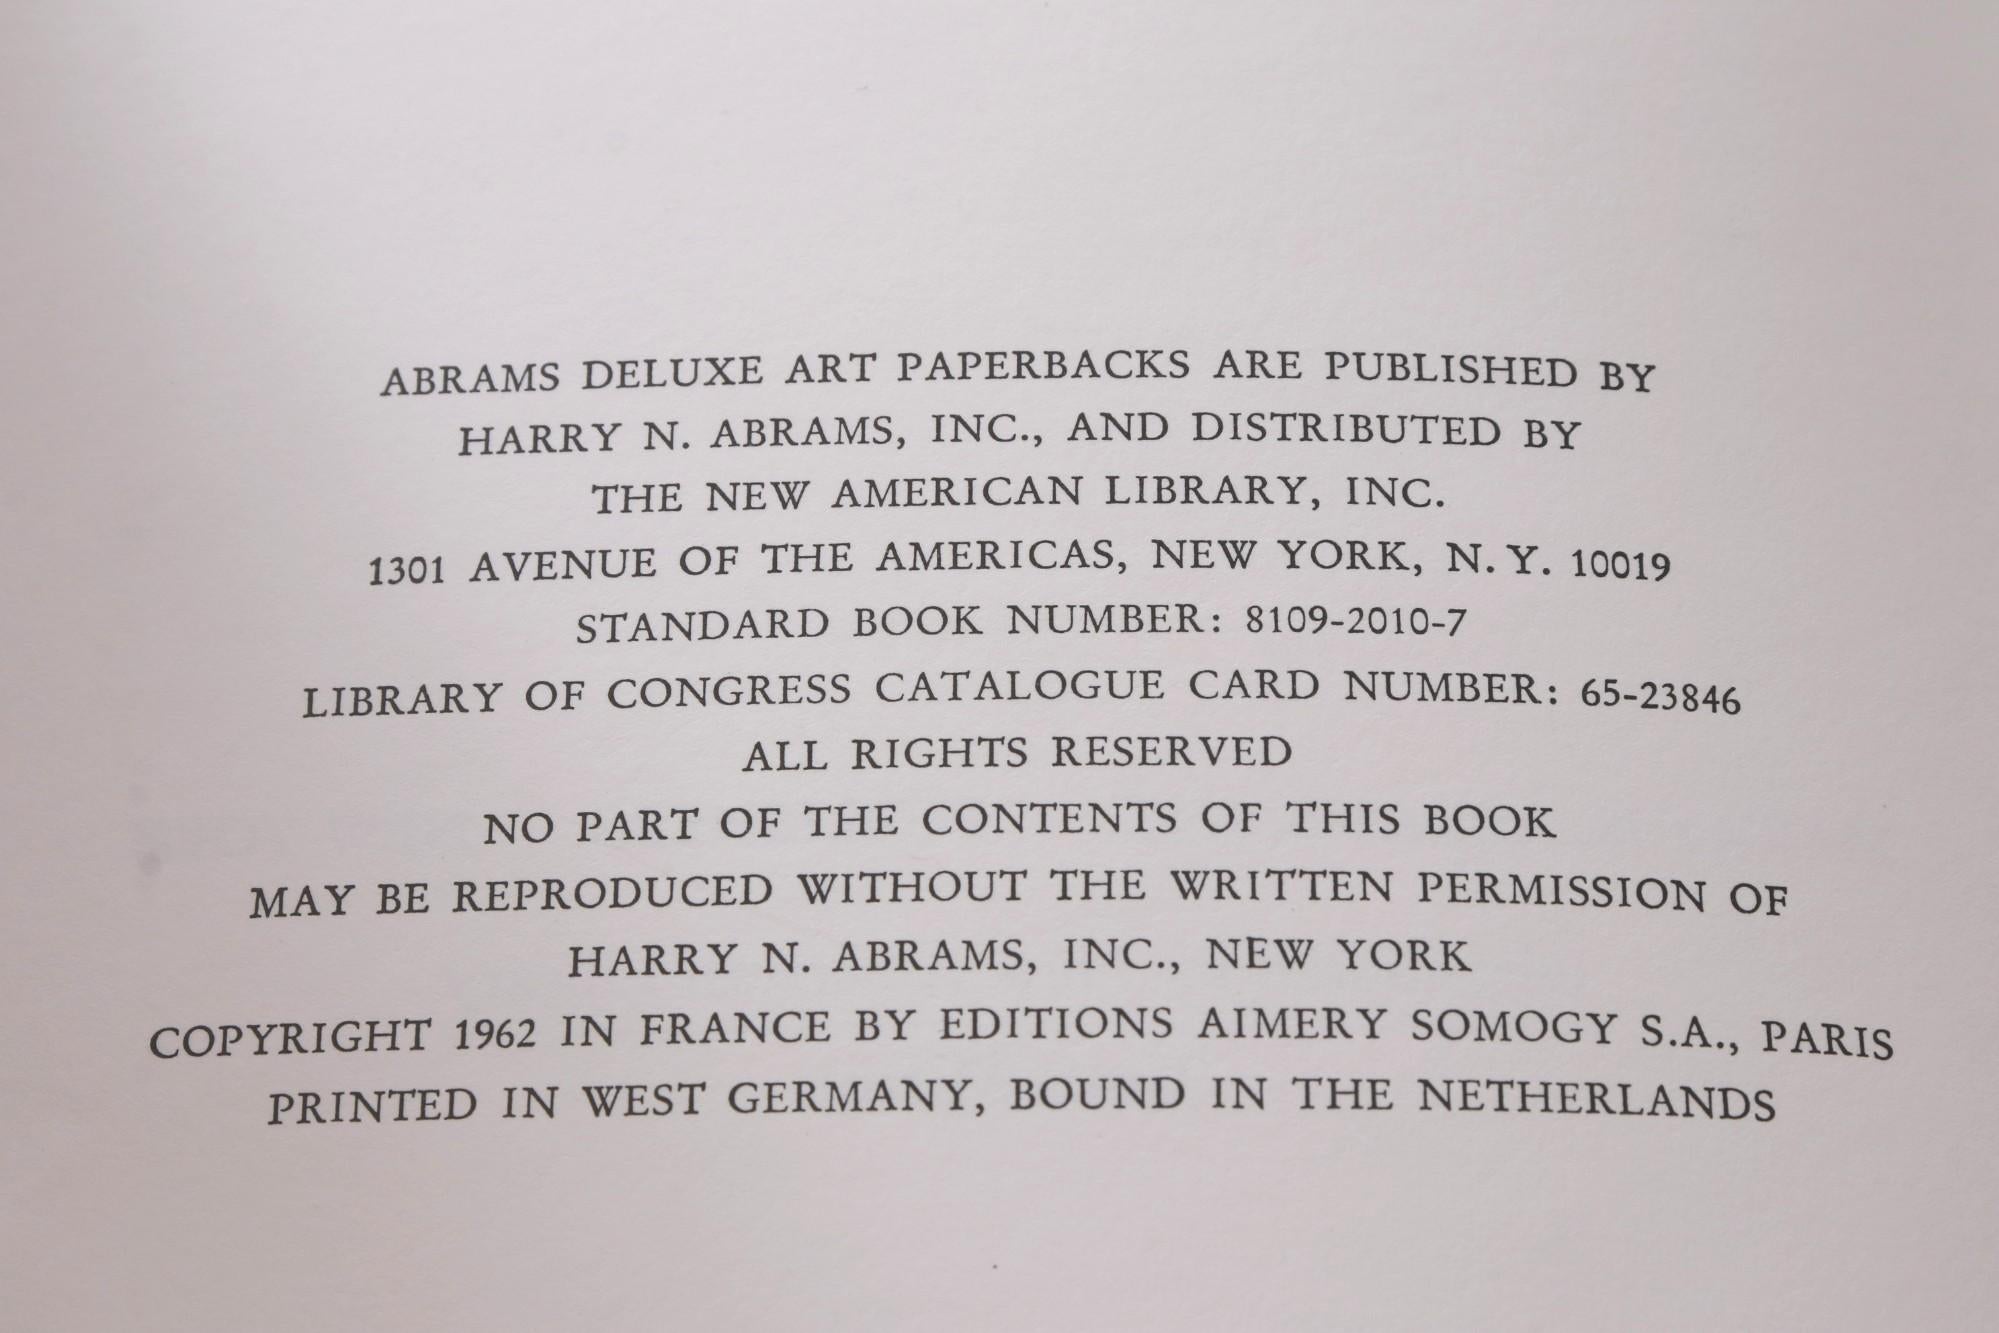 ABRAMS DELUXE ART PAPERBACKS ARE PUBLISHED BY
HARRY N. ABRAMS, INC., AND DISTRIBUTED BY
THE NEW AMERICAN LIBRARY, INC.
1301 AVENUE OF THE AMERICAS, NEW YORK, N.Y. 10019
STANDARD BOOK NUMBER: 8109-2010-7
LIBRARY OF CONGRESS CATALOGUE CARD NUMBER: 65-23846
ALL RIGHTS RESERVED
NO PART OF THE CONTENTS OF THIS BOOK
MAY BE REPRODUCED WITHOUT THE WRITTEN PERMISSION OF
HARRY N. ABRAMS, INC., NEW YORK
COPYRIGHT 1962 IN FRANCE BY EDITIONS AIMERY SOMOGY S.A., PARIS
PRINTED IN WEST GERMANY, BOUND IN THE NETHERLANDS